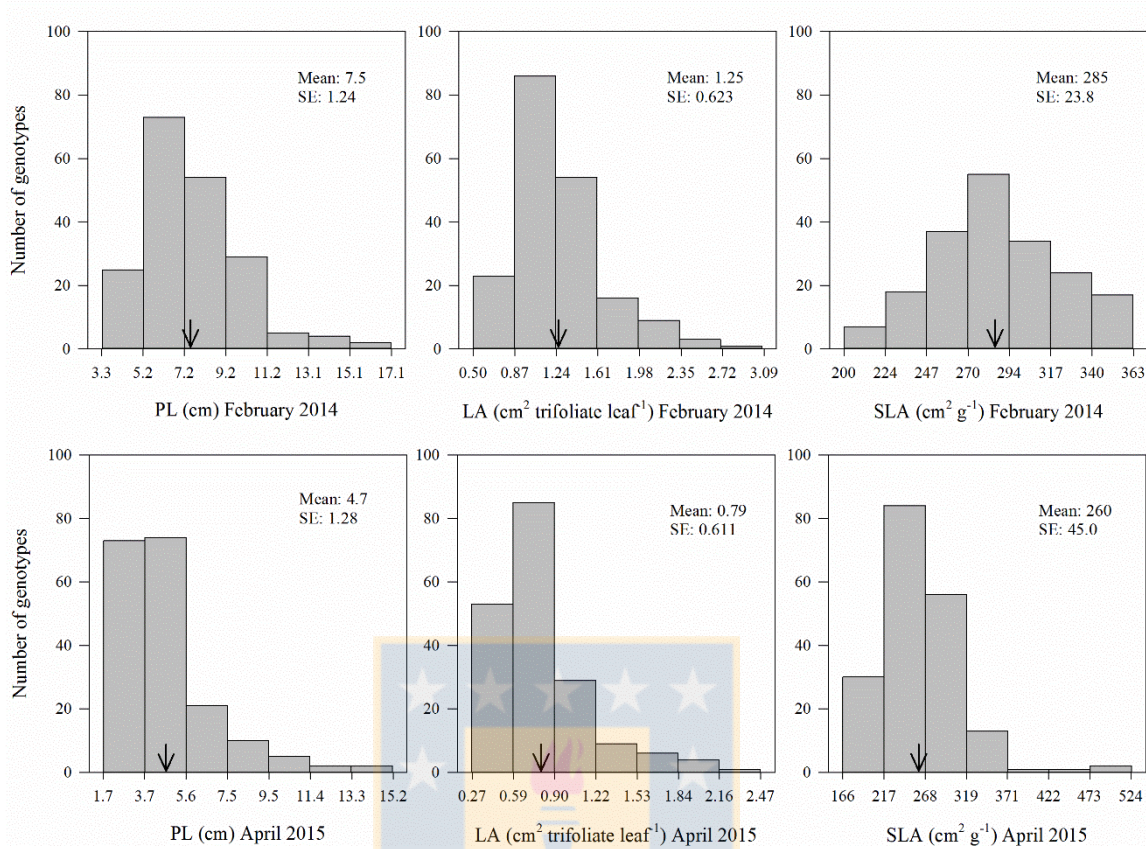 Number of genotypes
100
80
60
40
20
0
Mean: 7.5
SE: 1.24
3.3 5.2 7.2 9.2 11.2 13.1 15.1 17.1
PL (cm) February 2014
100
80
60
40
20
0
Mean: 1.25
SE: 0.623
0.50 0.87 1.24 1.61 1.98 2.35 2.72 3.09
LA (cm² trifoliate leaf⁻¹) February 2014
100
80
60
40
20
0
Mean: 285
SE: 23.8
200 224 247 270 294 317 340 363
SLA (cm² g⁻¹) February 2014
Number of genotypes
100
80
60
40
20
0
Mean: 4.7
SE: 1.28
1.7 3.7 5.6 7.5 9.5 11.4 13.3 15.2
PL (cm) April 2015
100
80
60
40
20
0
Mean: 0.79
SE: 0.611
0.27 0.59 0.90 1.22 1.53 1.84 2.16 2.47
LA (cm² trifoliate leaf⁻¹) April 2015
100
80
60
40
20
0
Mean: 260
SE: 45.0
166 217 268 319 371 422 473 524
SLA (cm² g⁻¹) April 2015